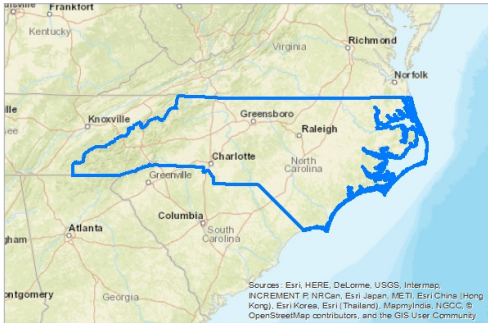 Frankfort
Kentucky
Virginia
Richmond
Norfolk
Knoxville
Greensboro
Raleigh
Charlotte
North
Carolina
Greenville
Columbia
South
Carolina
Atlanta
Georgia
Sources: Esri, HERE, DeLorme, USGS, Intermap,
INCREMENT P, NRCan, Esri Japan, METI, Esri China (Hong
Kong), Esri Korea, Esri (Thailand), MapmyIndia, NGCC, ©
OpenStreetMap contributors, and the GIS User Community